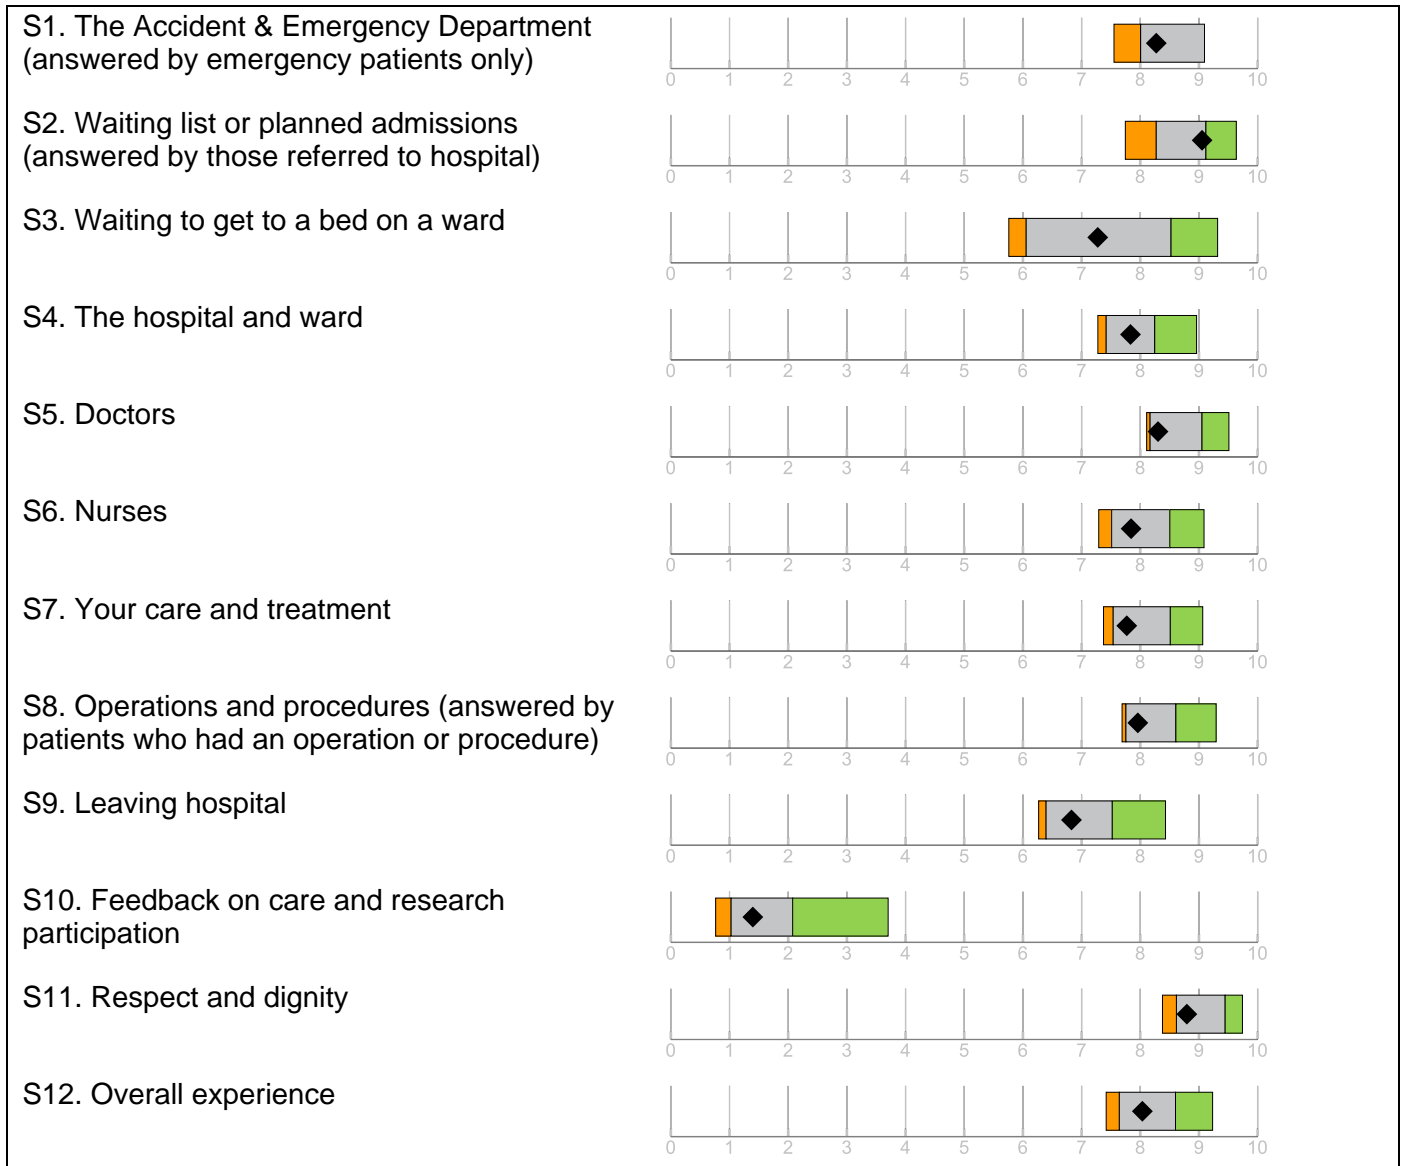 S1. The Accident & Emergency Department
(answered by emergency patients only)
0 1 2 3 4 5 6 7 8 9 10
S2. Waiting list or planned admissions
(answered by those referred to hospital)
0 1 2 3 4 5 6 7 8 9 10
S3. Waiting to get to a bed on a ward
0 1 2 3 4 5 6 7 8 9 10
S4. The hospital and ward
0 1 2 3 4 5 6 7 8 9 10
S5. Doctors
0 1 2 3 4 5 6 7 8 9 10
S6. Nurses
0 1 2 3 4 5 6 7 8 9 10
S7. Your care and treatment
0 1 2 3 4 5 6 7 8 9 10
S8. Operations and procedures (answered by
patients who had an operation or procedure)
0 1 2 3 4 5 6 7 8 9 10
S9. Leaving hospital
0 1 2 3 4 5 6 7 8 9 10
S10. Feedback on care and research
participation
0 1 2 3 4 5 6 7 8 9 10
S11. Respect and dignity
0 1 2 3 4 5 6 7 8 9 10
S12. Overall experience
0 1 2 3 4 5 6 7 8 9 10